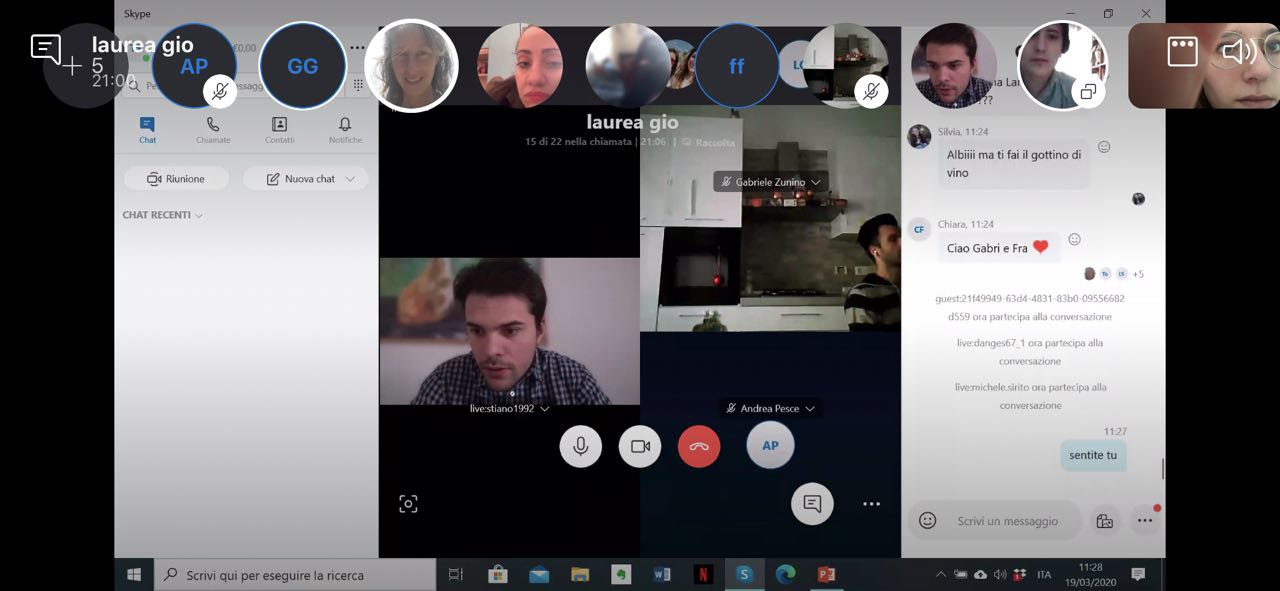 Skype
laurea gio
5
21:00
€0,00
AP
GG
ff
Chat
Chiamate
Contatti
Notifiche
Riunione
Nuova chat
CHAT RECENTI
laurea gio
15 di 22 nella chiamata | 21:06 | Raccolta
Gabriele Zunino
live:stiano1992
Andrea Pesce
AP
???
Silvia, 11:24
Albiiii ma ti fai il gottino di
vino
CF
Chiara, 11:24
Ciao Gabri e Fra
+5
guest:21f49949-63d4-4831-83b0-09556682
d559 ora partecipa alla conversazione
live:danges67_1 ora partecipa alla
conversazione
live:michele.sirito ora partecipa alla
conversazione
11:27
sentite tu
Scrivi un messaggio
Scrivi qui per eseguire la ricerca
ITA
11:28
19/03/2020